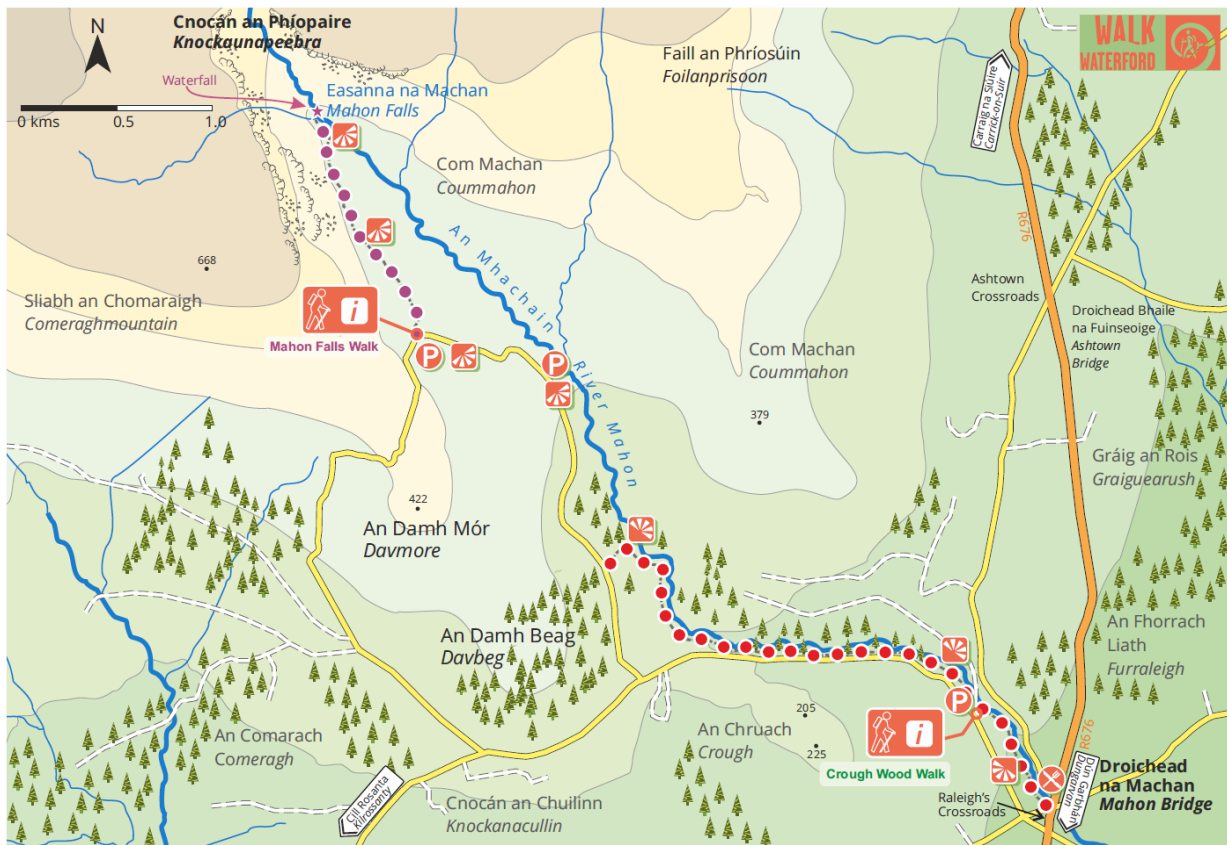 N
Cnocán an Phíopaire
Knockaunapeebra
Waterfall
0 kms
0.5
1.0
Easanna na Machan
Mahon Falls
Faill an Phríosúin
Foilanprisoon
WALK
WATERFORD
Carraig na Siúire
Carrick-on-Suir
R676
Com Machan
Coummahon
An Mhachain
River Mahon
668
Sliabh an Chomaraigh
Comeraghmountain
i
Mahon Falls Walk
P
P
Ashtown
Crossroads
Droichead Bhaile
na Fuinseoige
Ashtown
Bridge
Com Machan
Coummahon
379
Gráig an Rois
Graiguearush
422
An Damh Mór
Davmore
An Damh Beag
Davbeg
An Fhorrach
Liath
Furraleigh
An Comarach
Comeragh
Cill Rosanta
Kilrossanty
Cnocán an Chuilinn
Knockanacullin
An Chruach
Crough
205
225
P
i
Crough Wood Walk
R676
Dún Garbhán
Dungarvan
Raleigh's
Crossroads
Droichead
na Machan
Mahon Bridge